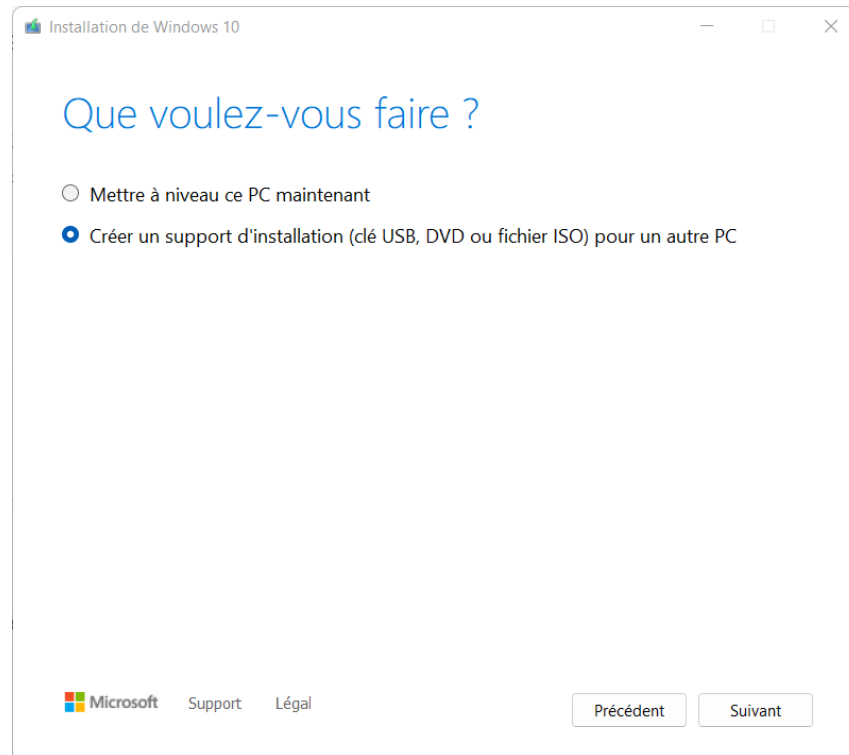 Installation de Windows 10
Que voulez-vous faire ?
Mettre à niveau ce PC maintenant
Créer un support d'installation (clé USB, DVD ou fichier ISO) pour un autre PC
Microsoft Support Légal Précédent Suivant